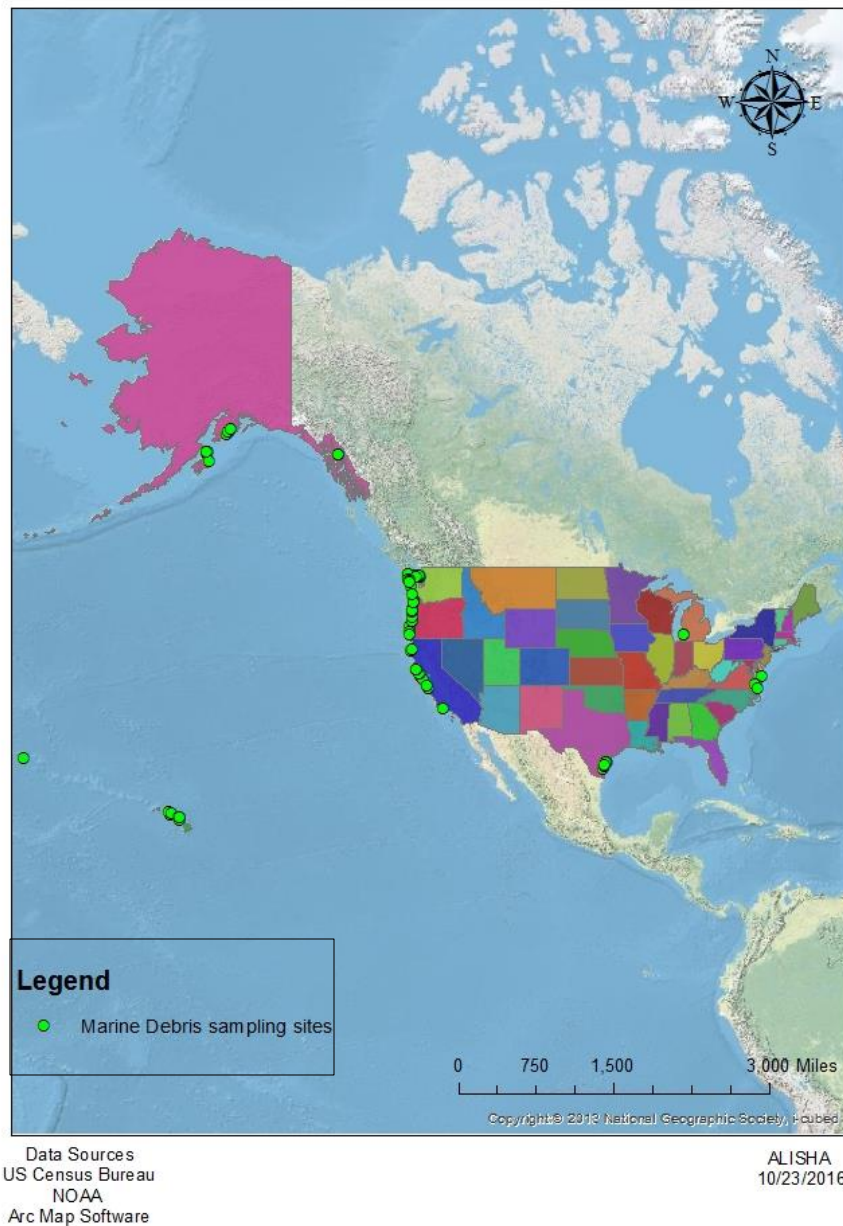 N
W E
S
Legend
Marine Debris sampling sites
0 750 1,500 3,000 Miles
Copyright:© 2013 National Geographic Society, i-cubed
Data Sources
US Census Bureau
NOAA
Arc Map Software
ALISHA
10/23/2016